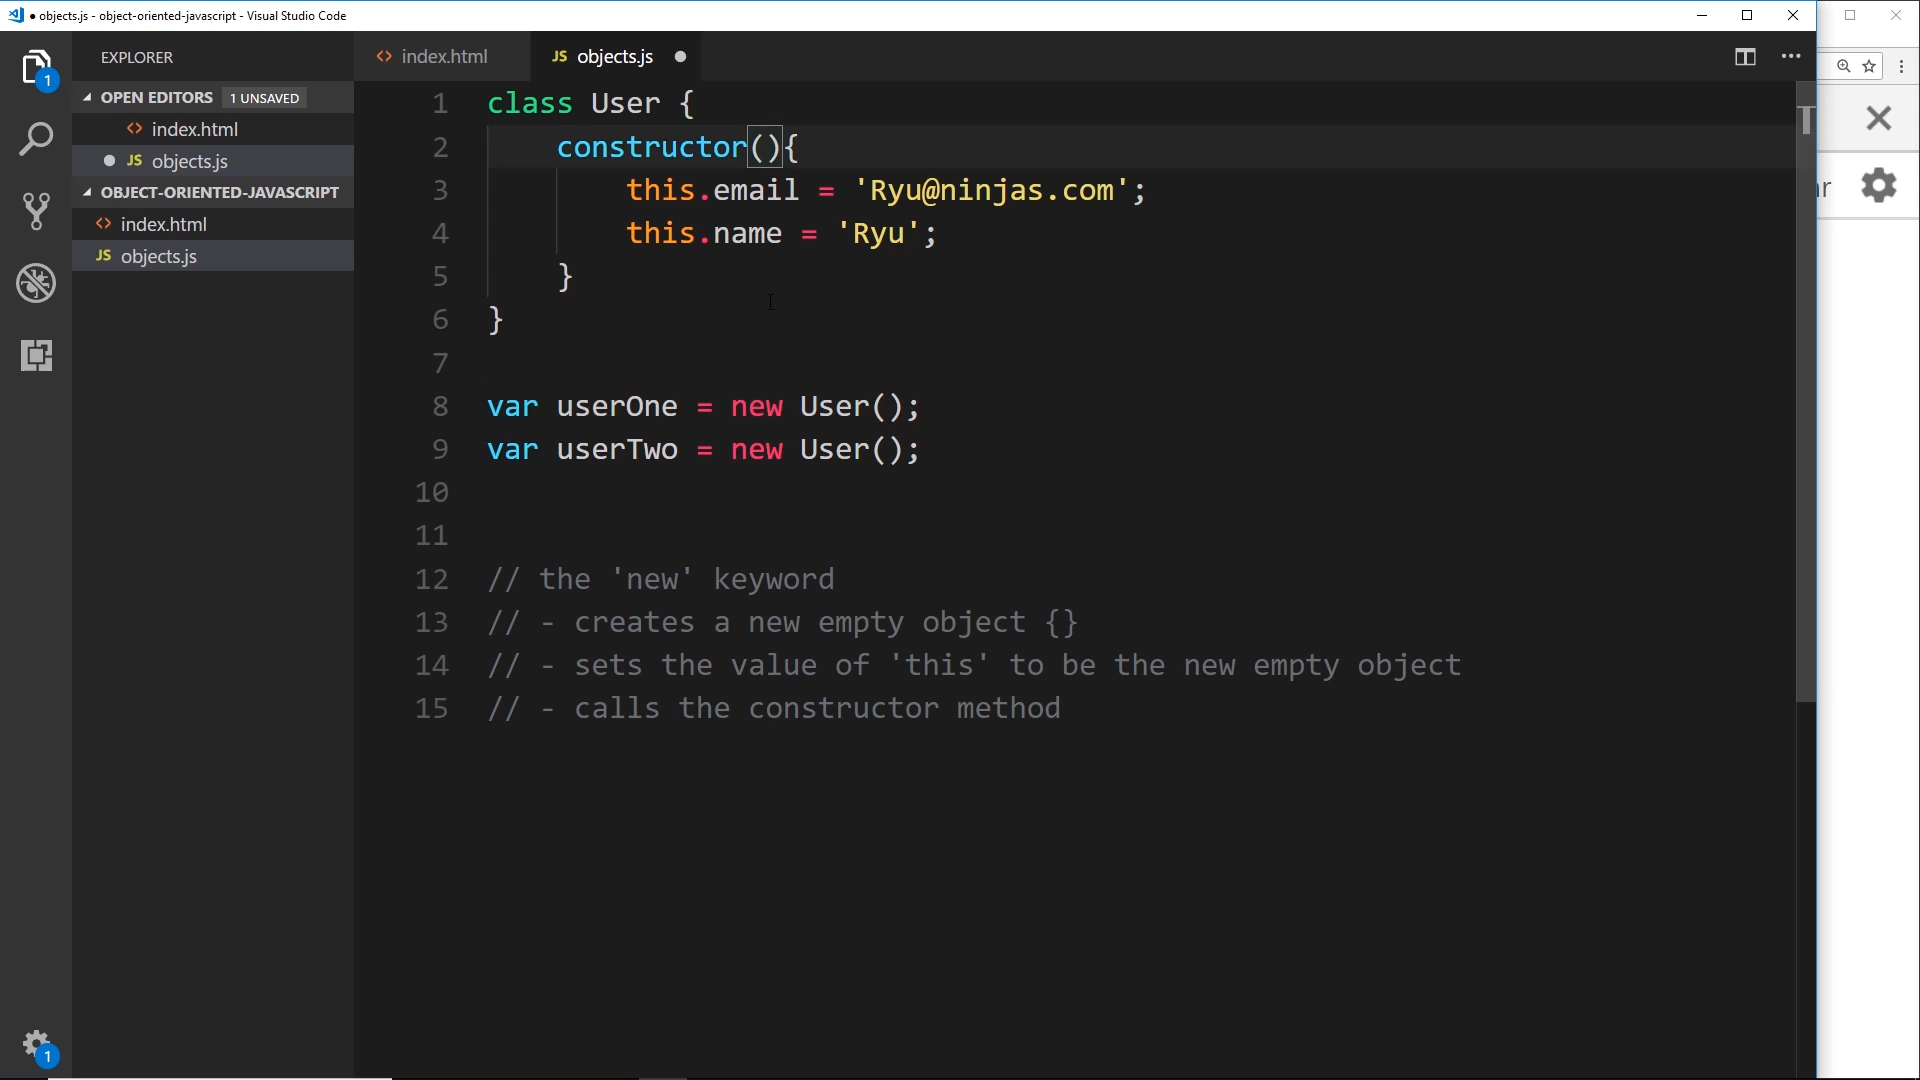 objects.js - object-oriented-javascript - Visual Studio Code
EXPLORER
index.html
JS objects.js
1
OPEN EDITORS 1 UNSAVED
index.html
JS objects.js
OBJECT-ORIENTED-JAVASCRIPT
index.html
JS objects.js
1 class User {
2 constructor(){
3 this.email = 'Ryu@ninjas.com';
4 this.name = 'Ryu';
5 }
6 }
7
8 var userOne = new User();
9 var userTwo = new User();
10
11
12 // the 'new' keyword
13 // - creates a new empty object {}
14 // - sets the value of 'this' to be the new empty object
15 // - calls the constructor method
1